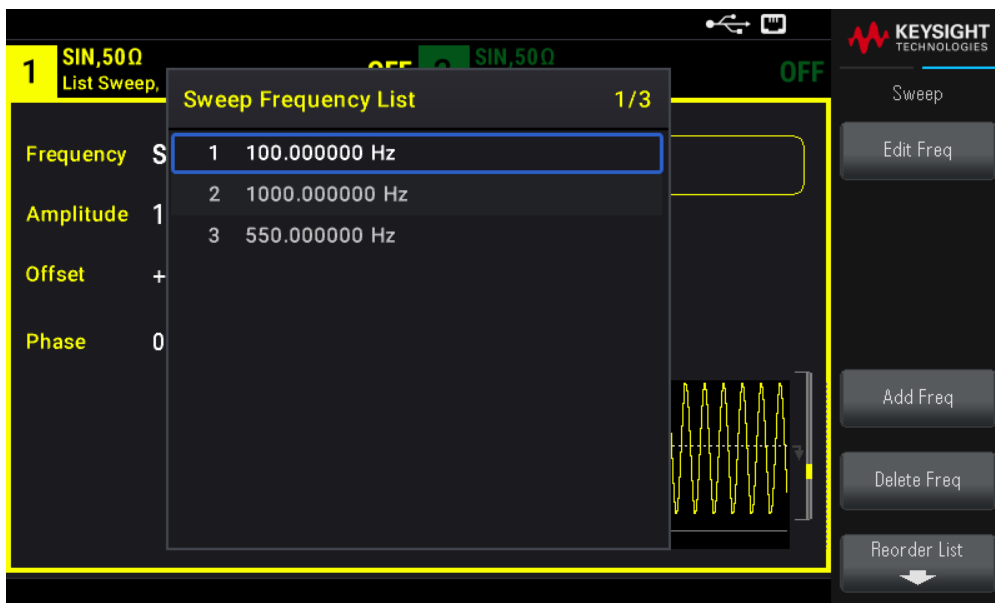 KEYSIGHT
TECHNOLOGIES
1
SIN,50Ω
List Sweep,
OFF
SIN,50Ω
OFF
Sweep Frequency List 1/3
1 100.000000 Hz
2 1000.000000 Hz
3 550.000000 Hz
Frequency S
Amplitude 1
Offset +
Phase 0
Sweep
Edit Freq
Add Freq
Delete Freq
Reorder List